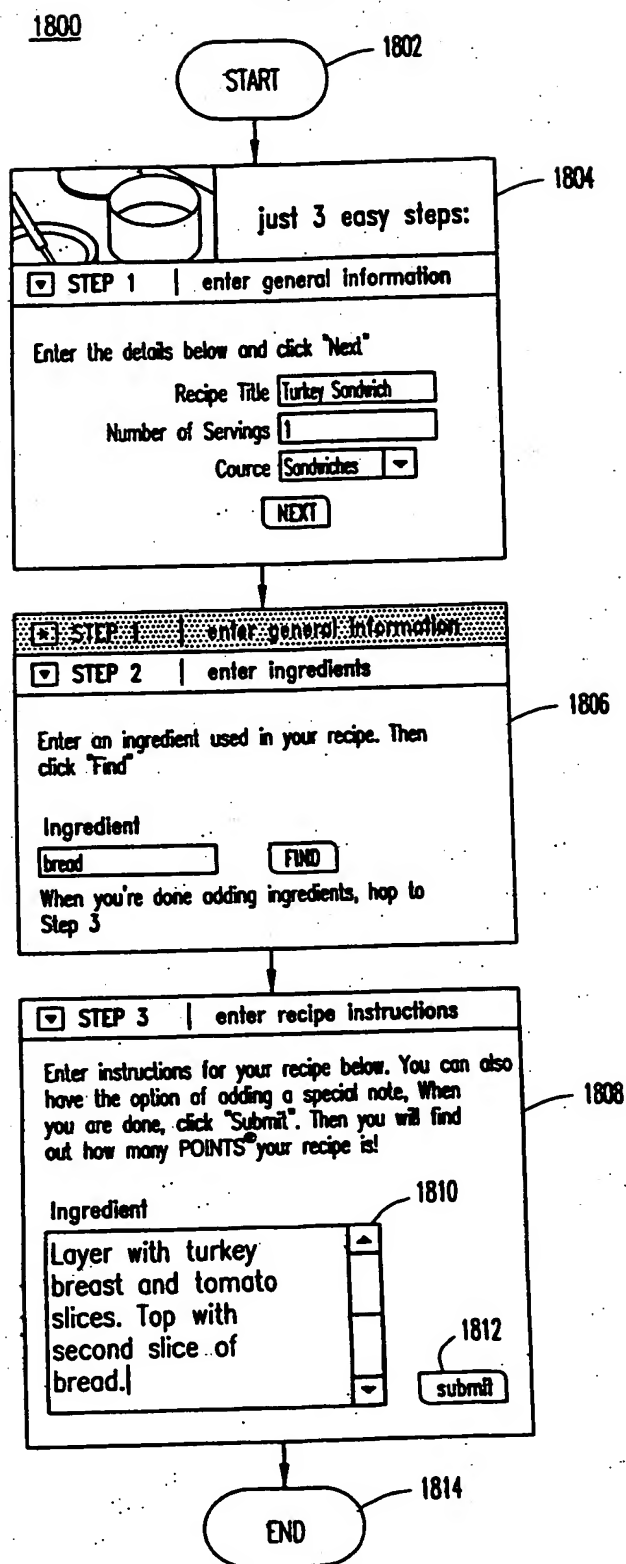 1800
1802
START
1804
just 3 easy steps:
STEP 1 | enter general information
Enter the details below and click "Next"
Recipe Title Turkey Sandwich
Number of Servings 1
Cource Sandwiches
NEXT
STEP 1 | enter general information
STEP 2 | enter ingredients
1806
Enter an ingredient used in your recipe. Then
click "Find"
Ingredient
bread FIND
When you're done adding ingredients, hop to
Step 3
STEP 3 | enter recipe instructions
Enter instructions for your recipe below. You can also
have the option of adding a special note, When
you are done, click "Submit". Then you will find
out how many POINTS® your recipe is!
1808
Ingredient
1810
Layer with turkey
breast and tomato
slices. Top with
second slice of
bread.
1812
submit
1814
END